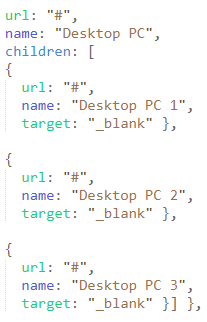 url: "#",
name: "Desktop PC",
children: [
{
url: "#",
name: "Desktop PC 1",
target: "_blank" },
{
url: "#",
name: "Desktop PC 2",
target: "_blank" },
{
url: "#",
name: "Desktop PC 3",
target: "_blank" }] },